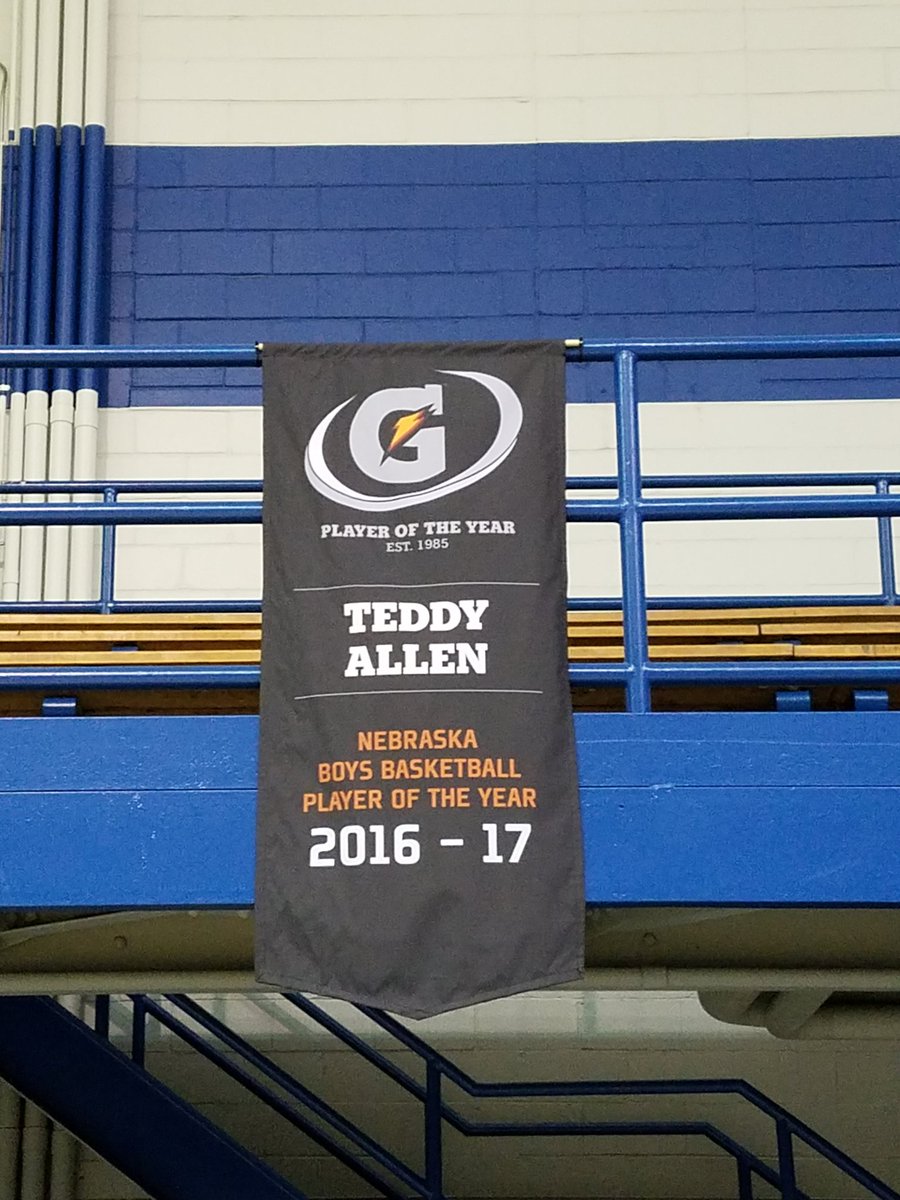 G
PLAYER OF THE YEAR
EST. 1985
TEDDY
ALLEN
NEBRASKA
BOYS BASKETBALL
PLAYER OF THE YEAR
2016 - 17